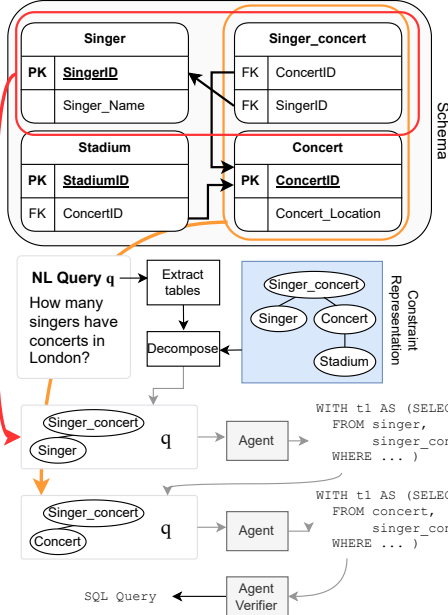 Singer
PK SingerID
Singer_Name
Singer_concert
FK ConcertID
FK SingerID
Stadium
PK StadiumID
FK ConcertID
Concert
PK ConcertID
Concert_Location
Schema
NL Query q
How many
singers have
concerts in
London?
Extract
tables
Decompose
Singer_concert
Singer
Concert
Stadium
Constraint
Representation
Singer_concert
Singer
q
Agent
WITH t1 AS (SELEC
FROM singer,
singer_con
WHERE ... )
Singer_concert
Concert
q
Agent
WITH t1 AS (SELEC
FROM concert,
singer_con
WHERE ... )
SQL Query
Agent
Verifier